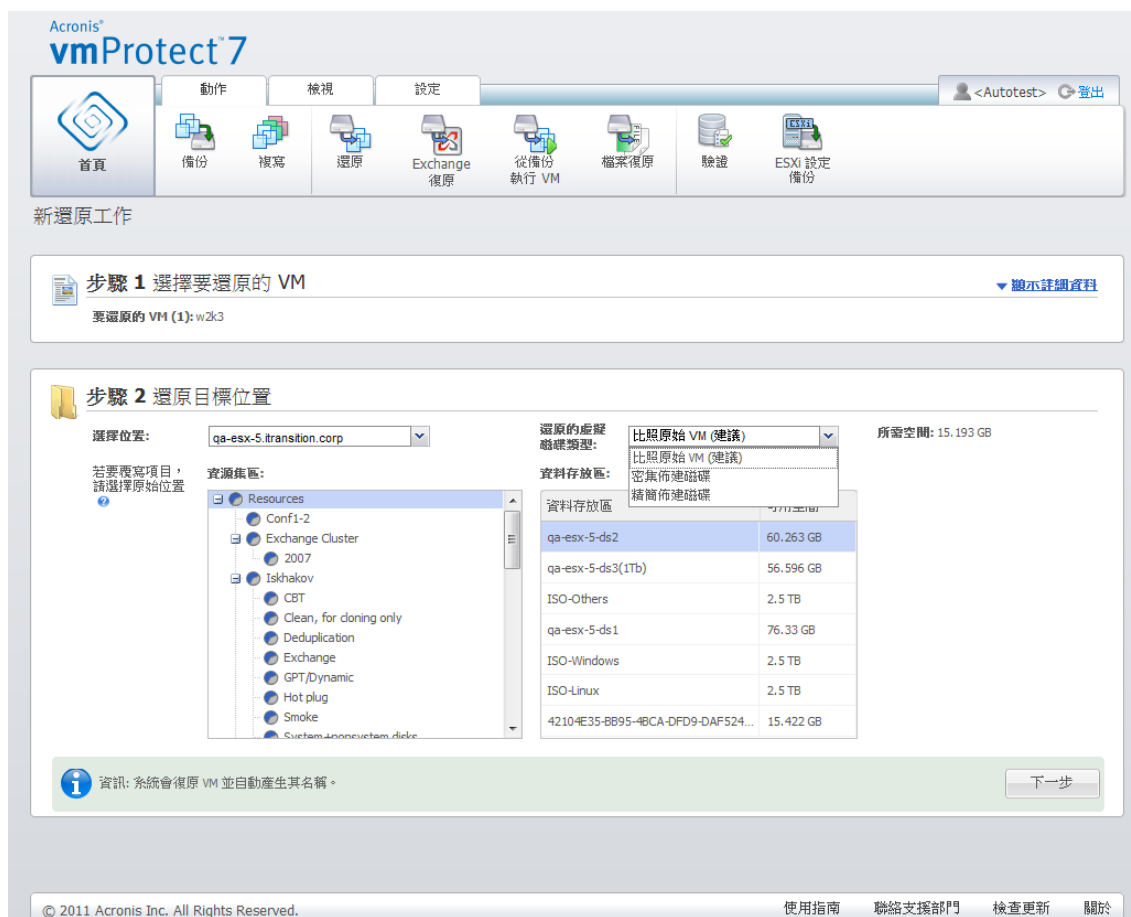 Acronis®
vmProtect™ 7
動作
檢視
設定
<Autotest>
登出
首頁
備份
複寫
還原
Exchange
復原
從備份
執行 VM
檔案復原
驗證
ESXi 設定
備份
新還原工作
步驟 1 選擇要還原的 VM
顯示詳細資料
要還原的 VM (1): w2k3
步驟 2 還原目標位置
選擇位置:
qa-esx-5.itransition.corp
還原的虛擬
磁碟類型:
比照原始 VM (建議)
所需空間: 15.193 GB
比照原始 VM (建議)
密集佈建磁碟
精簡佈建磁碟
若要覆寫項目，
請選擇原始位置
資源集區:
Resources
Conf1-2
Exchange Cluster
2007
Iskhakov
CBT
Clean, for cloning only
Deduplication
Exchange
GPT/Dynamic
Hot plug
Smoke
System+nonsystem disks
資料存放區:
資料存放區
可用空間
qa-esx-5-ds2
60.263 GB
qa-esx-5-ds3(1Tb)
56.596 GB
ISO-Others
2.5 TB
qa-esx-5-ds1
76.33 GB
ISO-Windows
2.5 TB
ISO-Linux
2.5 TB
42104E35-BB95-4BCA-DFD9-DAF524...
15.422 GB
資訊: 系統會復原 VM 並自動產生其名稱。
下一步
© 2011 Acronis Inc. All Rights Reserved.
使用指南
聯絡支援部門
檢查更新
關於